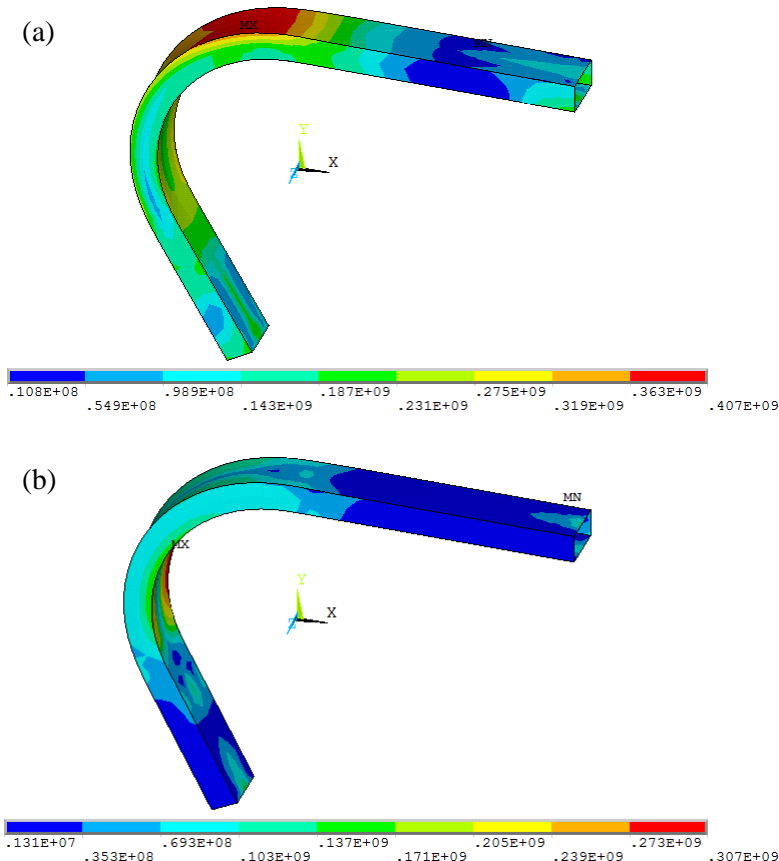 (a)
MX
MN
Y
X
Z
.108E+08 .989E+08 .187E+09 .275E+09 .363E+09
.549E+08 .143E+09 .231E+09 .319E+09 .407E+09
(b)
MN
MX
Y
X
Z
.131E+07 .693E+08 .137E+09 .205E+09 .273E+09
.353E+08 .103E+09 .171E+09 .239E+09 .307E+09